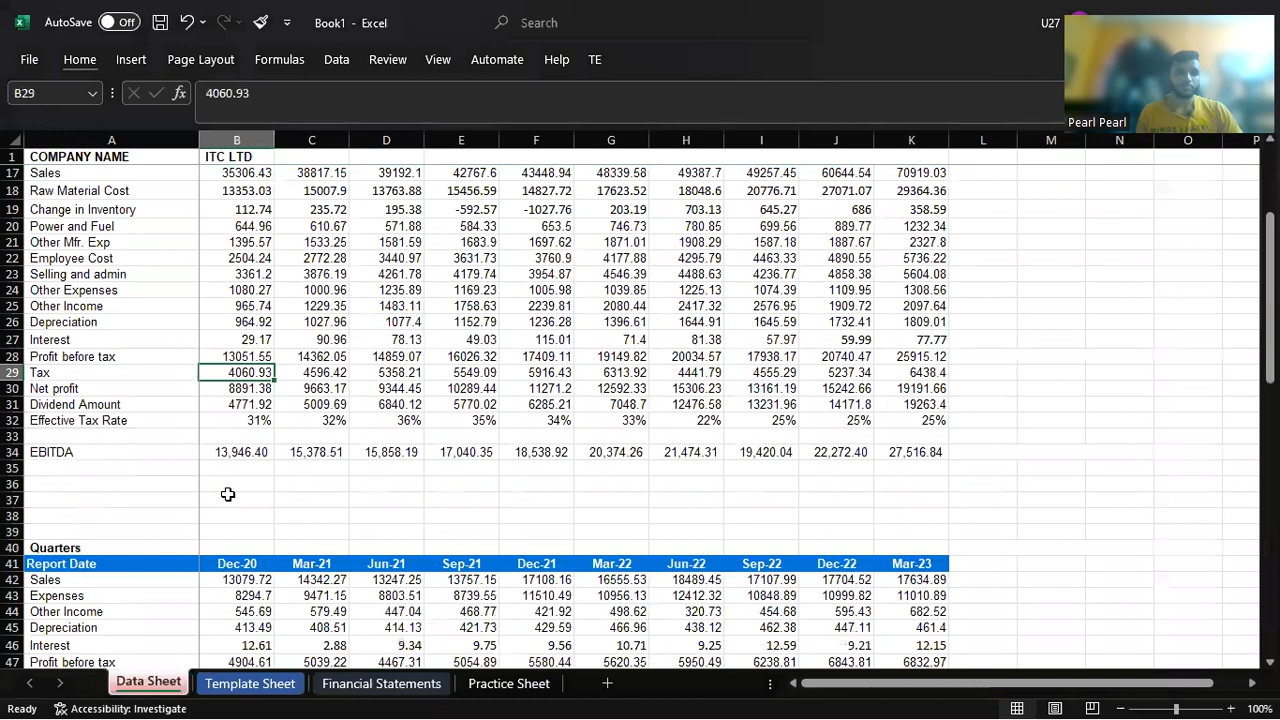 AutoSave Off Book1 - Excel Search U27
File Home Insert Page Layout Formulas Data Review View Automate Help TE
Pearl Pearl
B29 fx 4060.93
A B C D E F G H I J K L M N O P
1 COMPANY NAME ITC LTD
17 Sales 35306.43 38817.15 39192.1 42767.6 43448.94 48339.58 49387.7 49257.45 60644.54 70919.03
18 Raw Material Cost 13353.03 15007.9 13763.88 15456.59 14827.72 17623.52 18048.6 20776.71 27071.07 29364.36
19 Change in Inventory 112.74 235.72 195.38 -592.57 -1027.76 203.19 703.13 645.27 686 358.59
20 Power and Fuel 644.96 610.67 571.88 584.33 653.5 746.73 780.85 699.56 889.77 1232.34
21 Other Mfr. Exp 1395.57 1533.25 1581.59 1683.9 1697.62 1871.01 1908.29 1587.18 1887.67 2327.8
22 Employee Cost 2504.24 2772.28 3440.97 3631.73 3760.9 4177.88 4295.79 4463.33 4890.55 5736.22
23 Selling and admin 3361.2 3876.19 4261.78 4179.74 3954.87 4546.39 4488.63 4236.77 4858.38 5604.08
24 Other Expenses 1080.27 1000.96 1235.89 1169.23 1005.98 1039.85 1225.13 1074.39 1109.95 1308.56
25 Other Income 965.74 1229.35 1483.11 1758.63 2239.81 2080.44 2417.32 2576.95 1909.72 2097.64
26 Depreciation 964.92 1027.96 1077.4 1152.79 1236.28 1396.61 1644.91 1645.59 1732.41 1809.01
27 Interest 29.17 90.96 78.13 49.03 115.01 71.4 81.38 57.97 59.99 77.77
28 Profit before tax 13051.55 14362.05 14859.07 16026.32 17409.11 19149.82 20034.57 17938.17 20740.47 25915.12
29 Tax 4060.93 4596.42 5358.21 5549.09 5916.43 6313.92 4441.79 4555.29 5237.34 6438.4
30 Net profit 8891.38 9663.17 9344.45 10289.44 11271.2 12592.33 15306.23 13161.19 15242.66 19191.66
31 Dividend Amount 4771.92 5009.69 6840.12 5770.02 6285.21 7048.7 12476.58 13231.96 14171.8 19263.4
32 Effective Tax Rate 31% 32% 36% 35% 34% 33% 22% 25% 25% 25%
33
34 EBITDA 13,946.40 15,378.51 15,858.19 17,040.35 18,538.92 20,374.26 21,474.31 19,420.04 22,272.40 27,516.84
35
36
37
38
39
40 Quarters
41 Report Date Dec-20 Mar-21 Jun-21 Sep-21 Dec-21 Mar-22 Jun-22 Sep-22 Dec-22 Mar-23
42 Sales 13079.72 14342.27 13247.25 13757.15 17108.16 16555.53 18489.45 17107.99 17704.52 17634.89
43 Expenses 8294.7 9471.15 8803.51 8739.55 11510.49 10956.13 12412.32 10848.89 10999.82 11010.89
44 Other Income 545.69 579.49 447.04 468.77 421.92 498.62 320.73 454.68 595.43 682.52
45 Depreciation 413.49 408.51 414.13 421.73 429.59 466.96 438.12 462.38 447.11 461.4
46 Interest 12.61 2.88 9.34 9.75 9.56 10.71 9.25 12.59 9.21 12.15
47 Profit before tax 4904.61 5039.22 4467.31 5054.89 5580.44 5620.35 5950.49 6238.81 6843.81 6832.97
Data Sheet Template Sheet Financial Statements Practice Sheet
Ready Accessibility: Investigate 100%